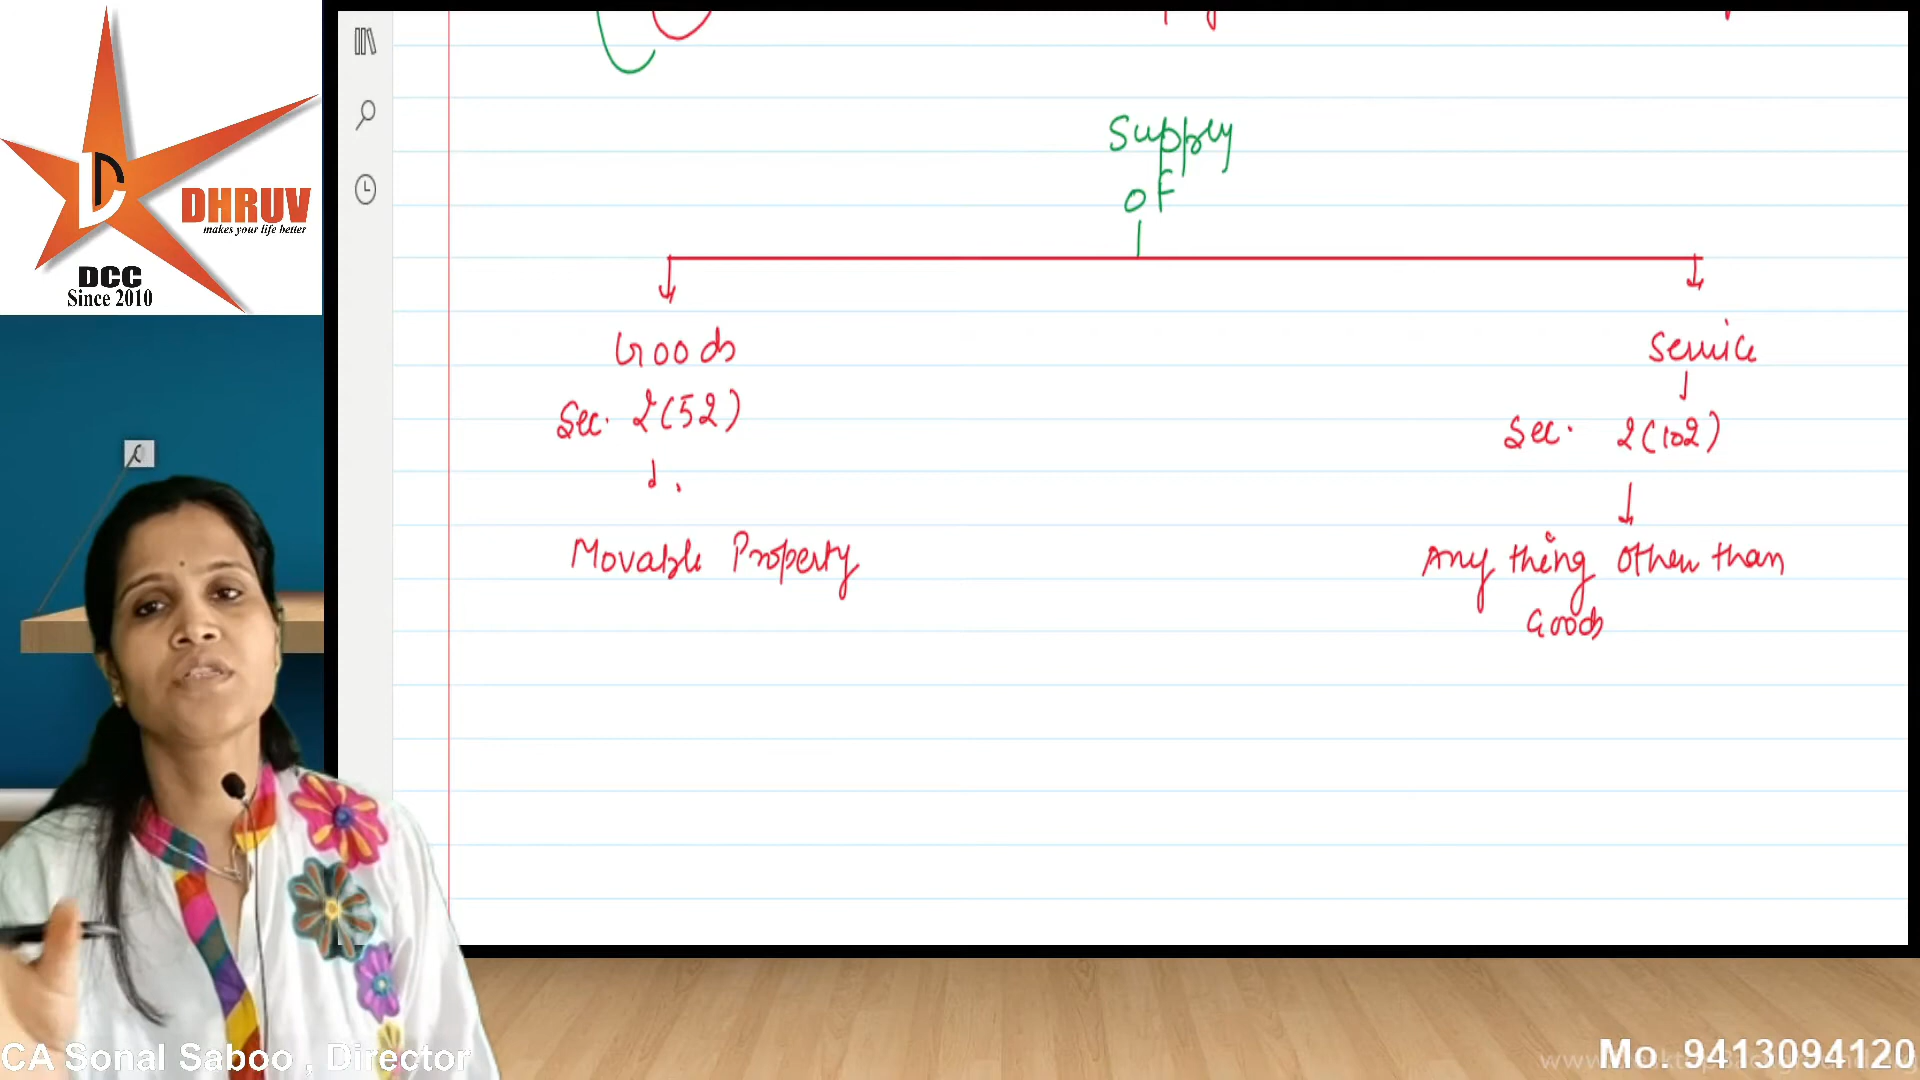 DHRUV
makes your life better
DCC
Since 2010
Supply
of
Goods
Sec. 2(52)
Movable Property
Service
Sec. 2(102)
Any thing other than
Goods
CA Sonal Saboo , Director
Mo. 9413094120